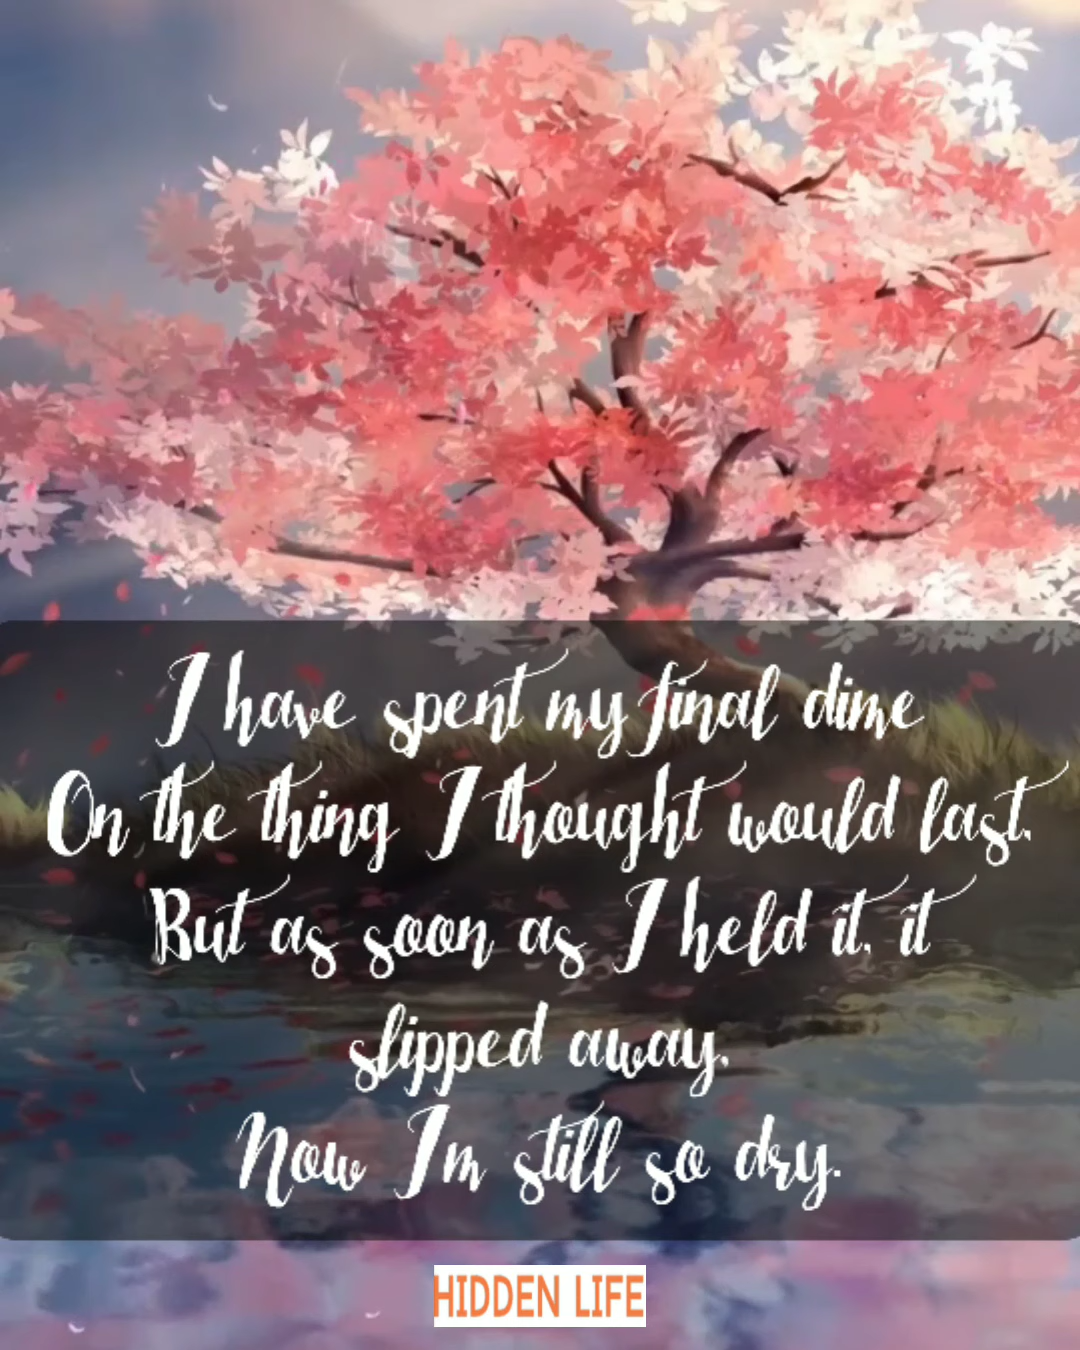 I have spent my final dime
On the thing I thought would last,
But as soon as I held it, it
slipped away.
Now I'm still so dry.
HIDDEN LIFE